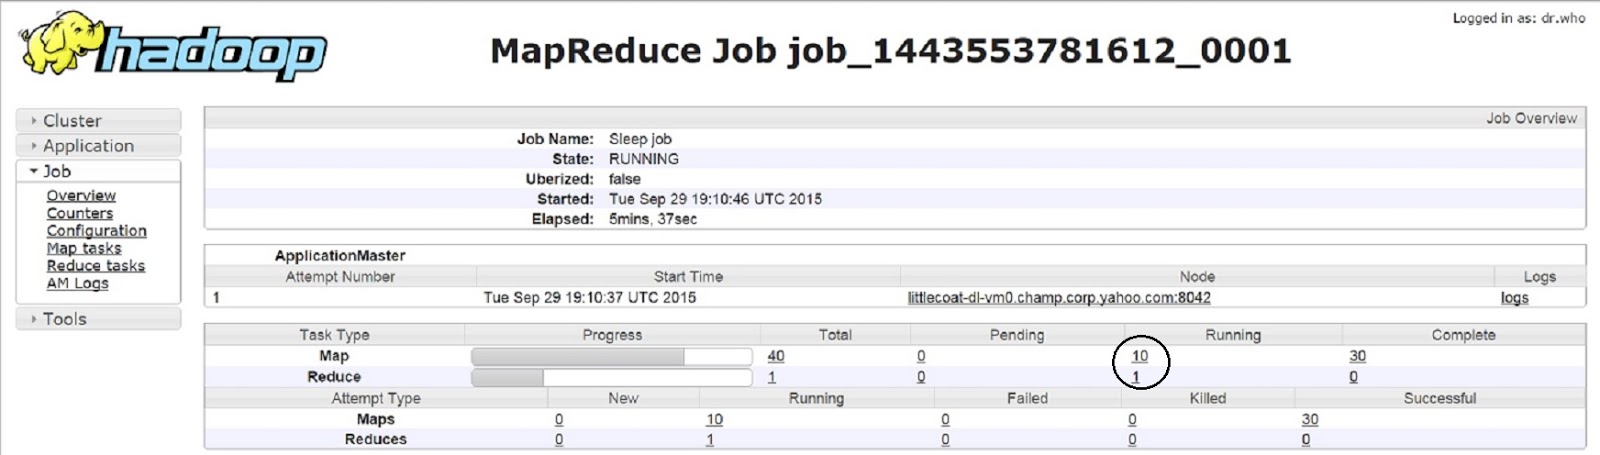 Logged in as: dr.who
hadoop
MapReduce Job job_1443553781612_0001
Cluster
Application
Job
Overview
Counters
Configuration
Map tasks
Reduce tasks
AM Logs
Tools
Job Overview
Job Name: Sleep job
State: RUNNING
Uberized: false
Started: Tue Sep 29 19:10:46 UTC 2015
Elapsed: 5mins, 37sec
ApplicationMaster
Attempt Number Start Time Node Logs
1 Tue Sep 29 19:10:37 UTC 2015 littlecoat-dl-vm0.champ.corp.yahoo.com:8042 logs
Task Type Progress Total Pending Running Complete
Map 40 0 10 30
Reduce 1 0 1 0
Attempt Type New Running Failed Killed Successful
Maps 0 10 0 0 30
Reduces 0 1 0 0 0